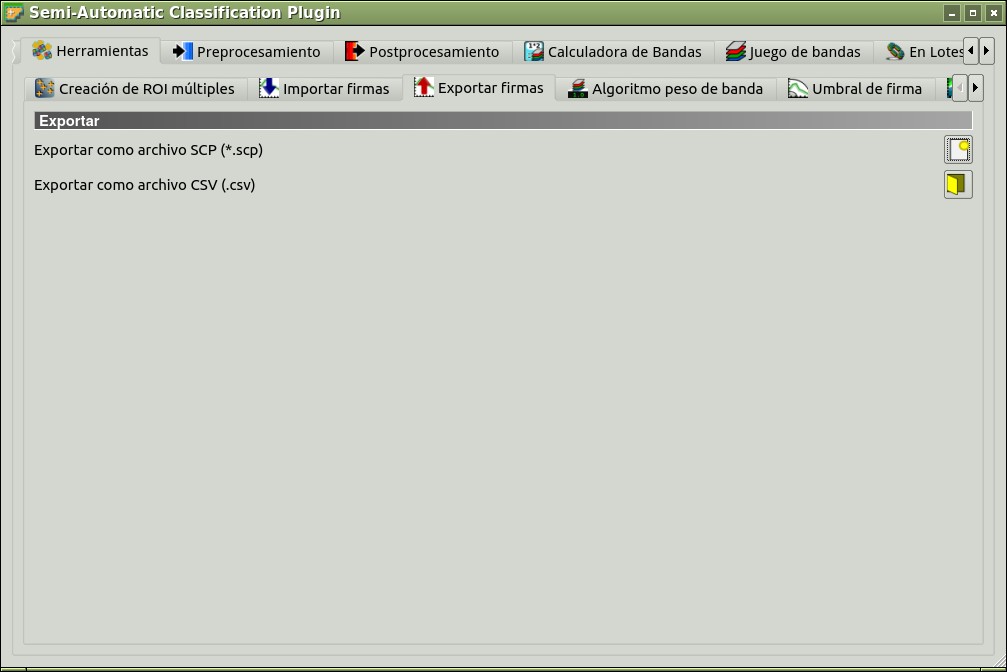 Semi-Automatic Classification Plugin
Herramientas Preprocesamiento Postprocesamiento Calculadora de Bandas Juego de bandas En Lotes
Creación de ROI múltiples Importar firmas Exportar firmas Algoritmo peso de banda Umbral de firma
Exportar
Exportar como archivo SCP (*.scp)
Exportar como archivo CSV (.csv)